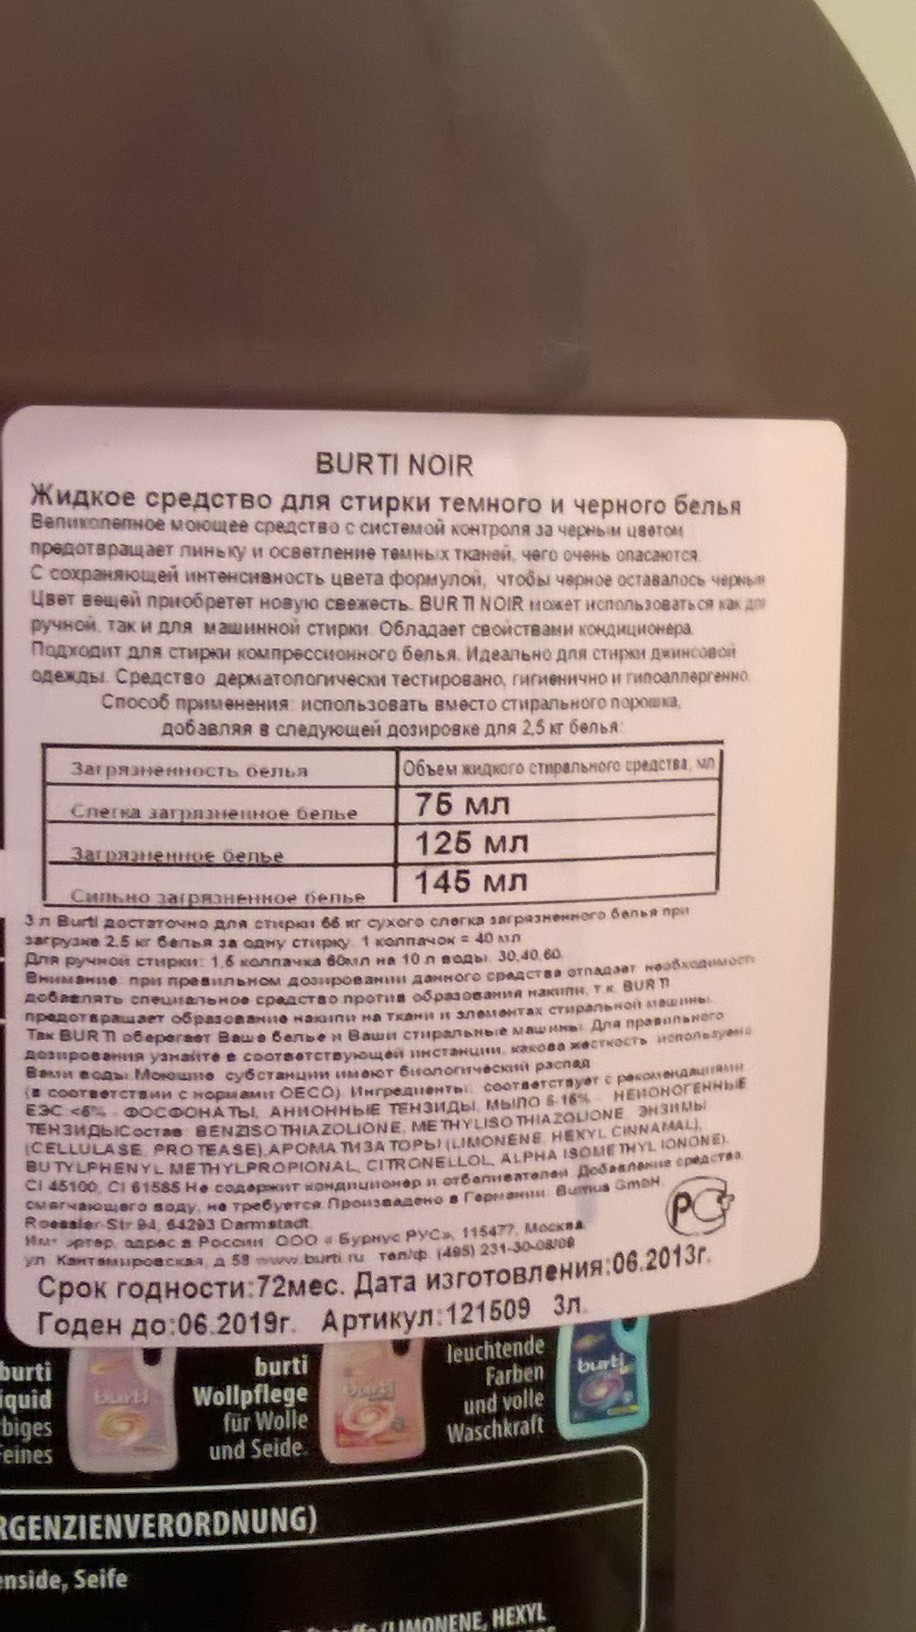 BURTI NOIR
Жидкое средство для стирки темного и черного белья
Великолепное моющее средство с системой контроля за черным цветом
предотвращает линьку и осветление темных тканей, чего очень опасаются.
С сохраняющей интенсивность цвета формулой, чтобы черное оставалось черным
Цвет вещей приобретет новую свежесть. BURTI NOIR может использоваться как для
ручной, так и для машинной стирки. Обладает свойствами кондиционера.
Подходит для стирки компрессионного белья. Идеально для стирки джинсовой
одежды. Средство дерматологически тестировано, гигиенично и гипоаллергенно.
Способ применения: использовать вместо стирального порошка,
добавляя в следующей дозировке для 2,5 кг белья:
Загрязненность белья Объем жидкого стирального средства, мл
Слегка загрязненное белье 75 мл
Загрязненное белье 125 мл
Сильно загрязненное белье 145 мл
3 л Burti достаточно для стирки 66 кг сухого слегка загрязненного белья при
загрузке 2.5 кг белья за одну стирку. 1 колпачок = 40 мл
Для ручной стирки: 1,5 колпачка 60мл на 10 л воды. 30,40,60.
Внимание: при правильном дозировании данного средства отпадает необходимость
добавлять специальное средство против образования накипи, т.к. BURTI
предотвращает образование накипи на ткани и элементах стиральной машины.
Так BURTI оберегает Ваше белье и Ваши стиральные машины. Для правильного
дозирования узнайте в соответствующей инстанции, какова жесткость используемо
Вами воды. Моющие субстанции имеют биологический распад
(в соответствии с нормами OECO). Ингредиенты: соответствует с рекомендациями
ЕЭС <5% - ФОСФОНАТЫ, АНИОННЫЕ ТЕНЗИДЫ, МЫЛО 5-15% - НЕИОНОГЕННЫЕ
ТЕНЗИДЫСостав: BENZISOTHIAZOLIONE, METHYLISOTHIAZOLIONE, ЭНЗИМЫ
(CELLULASE, PROTEASE),АРОМАТИЗАТОРЫ (LIMONENE, HEXYL CINNAMAL),
BUTYLPHENYL METHYLPROPIONAL, CITRONELLOL, ALPHA ISOMETHYL IONONE),
CI 45100, CI 61585 Не содержит кондиционер и отбеливателей Добавление средства,
смягчающего воду, не требуется. Произведено в Германии. Burnus GmbH
Roessler Str 94, 64293 Darmstadt
адрес в России: ООО « Бурнус РУС», 115477, Москва
ул. Кантемировская, д 58 www.burti.ru тел/ф. (495) 231-30-08/09
РСТ
Срок годности:72мес. Дата изготовления:06.2013г.
Годен до:06.2019г. Артикул:121509 3л.
burti
iquid
rbiges
Feines
burti
burti
Wollpflege
für Wolle
und Seide.
burti
leuchtende
Farben
und volle
Waschkraft
burti
RGENZIENVERORDNUNG)
enside, Seife
(LIMONENE, HEXYL